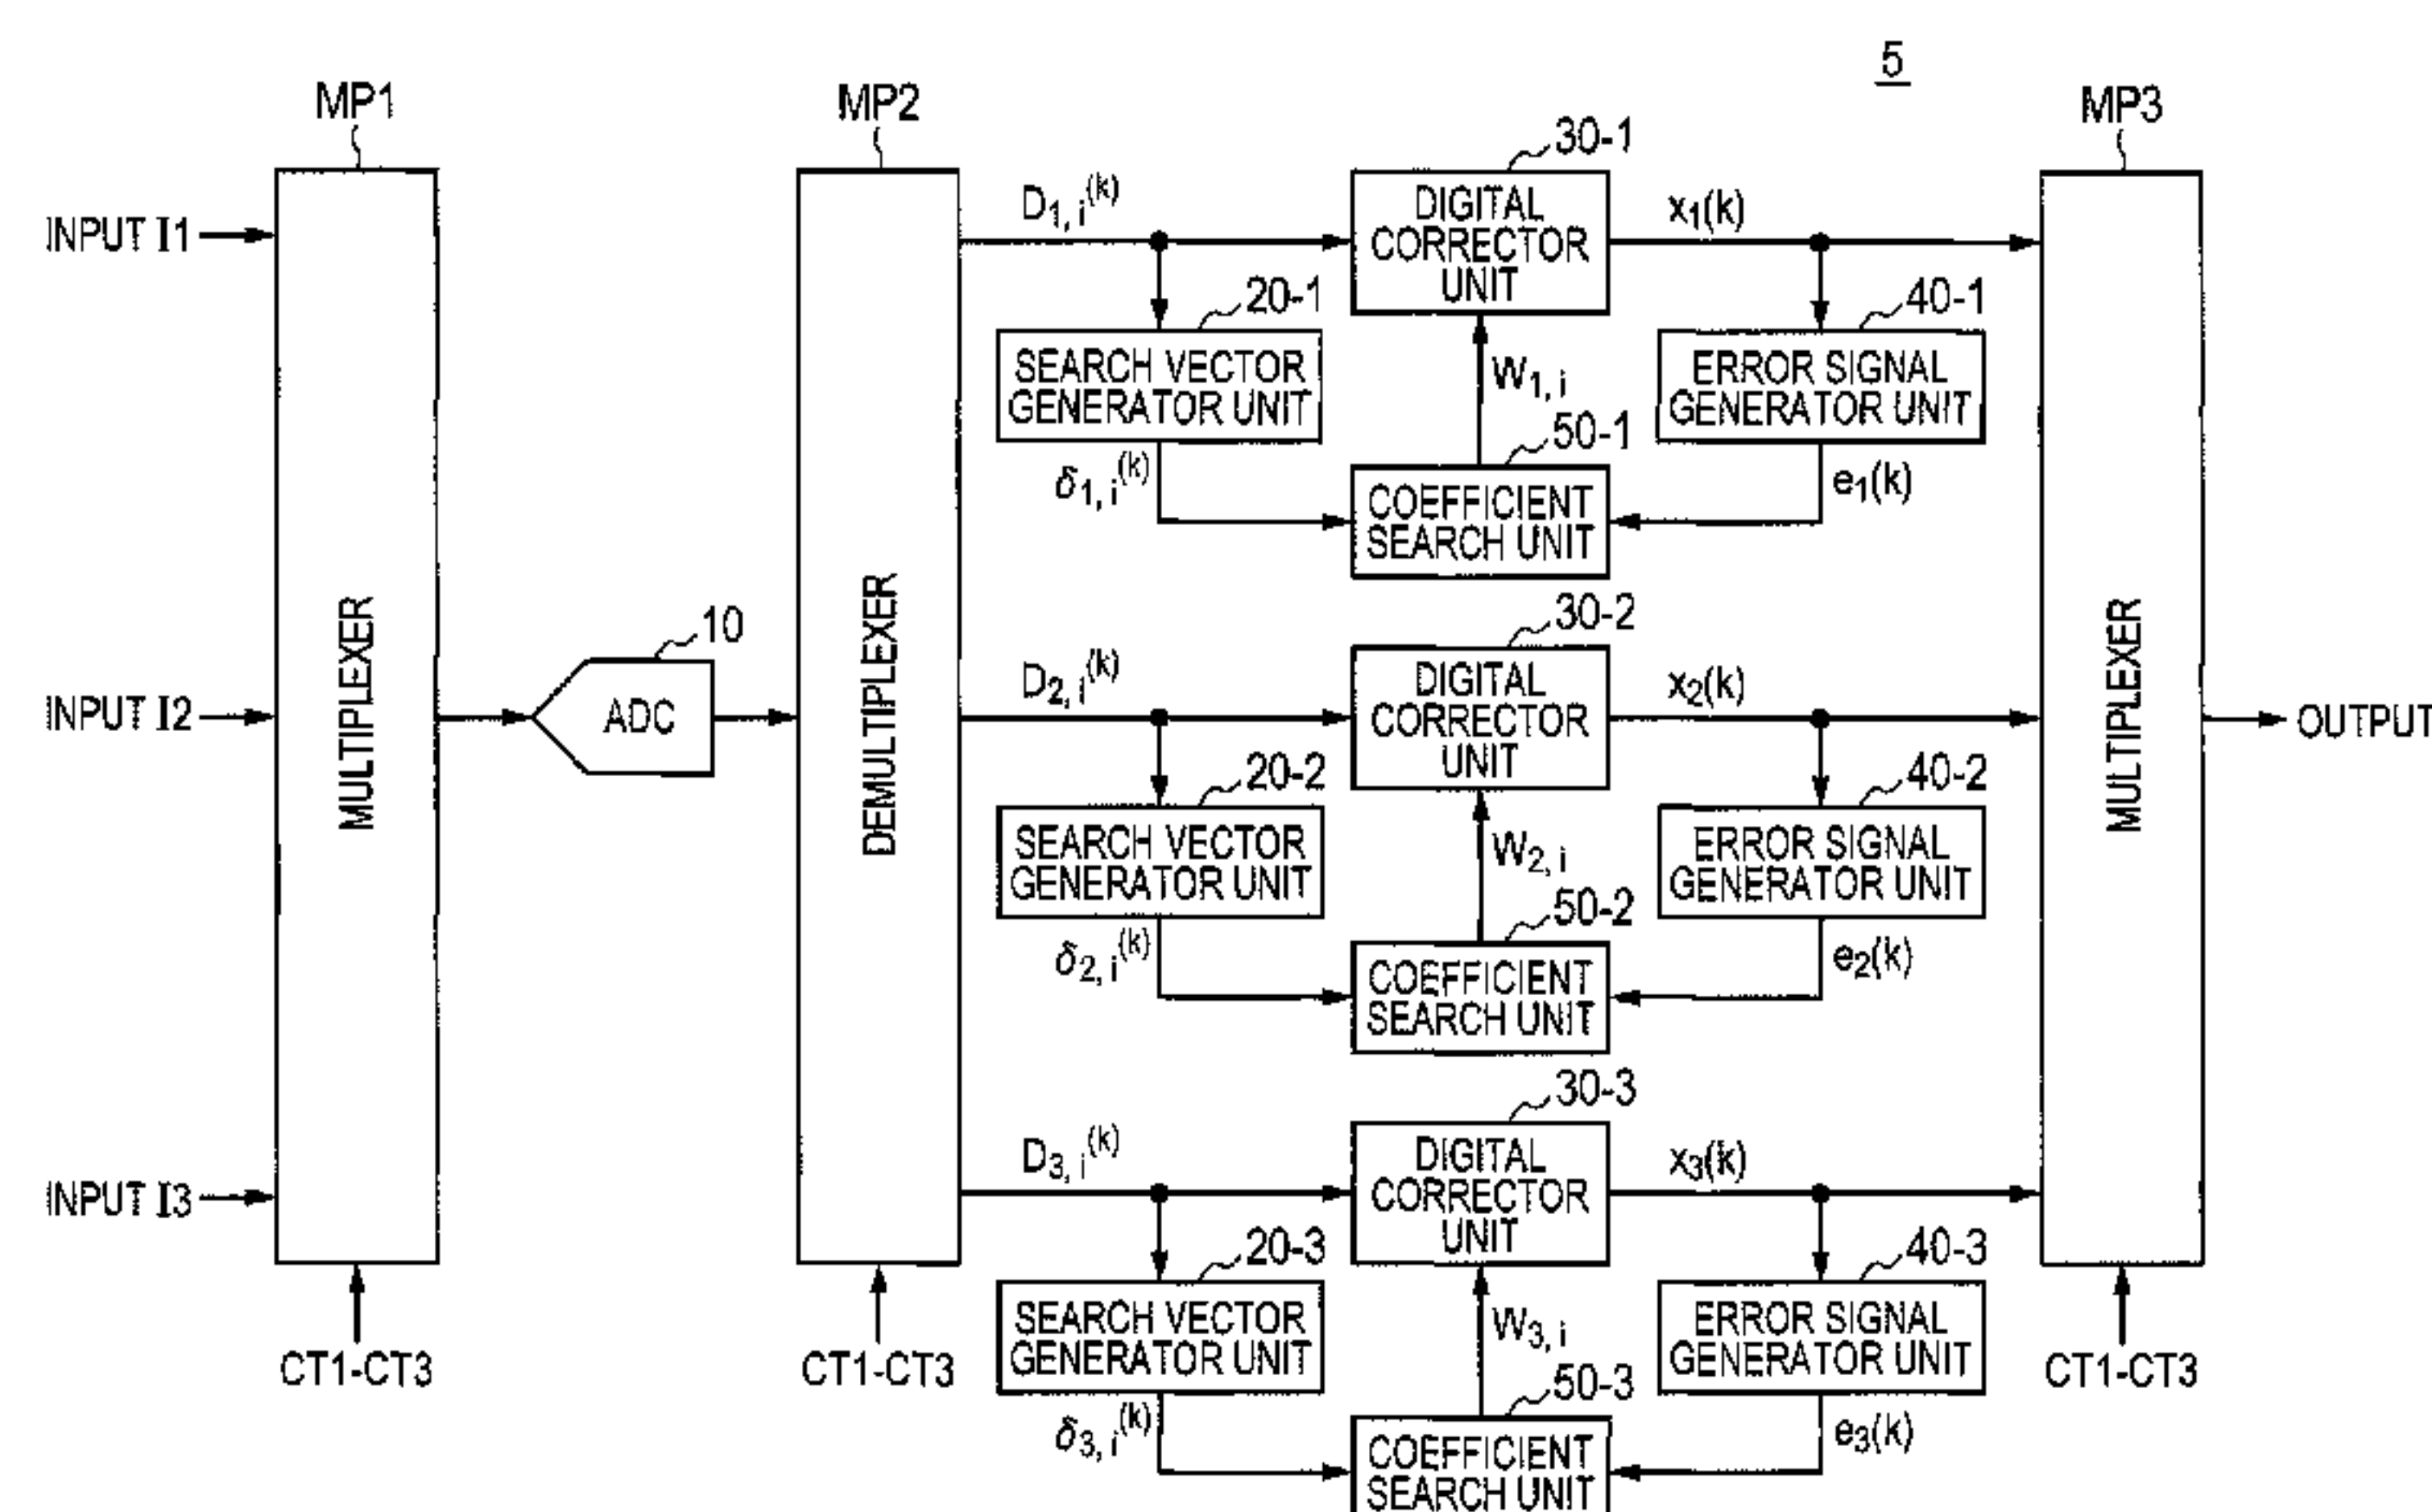 5
MP1
MP2
MP3
INPUT I1
INPUT I2
INPUT I3
MULTIPLEXER
CT1-CT3
10
ADC
DEMULTIPLEXER
CT1-CT3
D1, i(k)
30-1
DIGITAL
CORRECTOR
UNIT
x1(k)
20-1
SEARCH VECTOR
GENERATOR UNIT
W1, i
40-1
ERROR SIGNAL
GENERATOR UNIT
δ1, i(k)
50-1
COEFFICIENT
SEARCH UNIT
e1(k)
D2, i(k)
30-2
DIGITAL
CORRECTOR
UNIT
x2(k)
20-2
SEARCH VECTOR
GENERATOR UNIT
W2, i
40-2
ERROR SIGNAL
GENERATOR UNIT
δ2, i(k)
50-2
COEFFICIENT
SEARCH UNIT
e2(k)
D3, i(k)
30-3
DIGITAL
CORRECTOR
UNIT
x3(k)
20-3
SEARCH VECTOR
GENERATOR UNIT
W3, i
40-3
ERROR SIGNAL
GENERATOR UNIT
δ3, i(k)
50-3
COEFFICIENT
SEARCH UNIT
e3(k)
MULTIPLEXER
CT1-CT3
OUTPUT